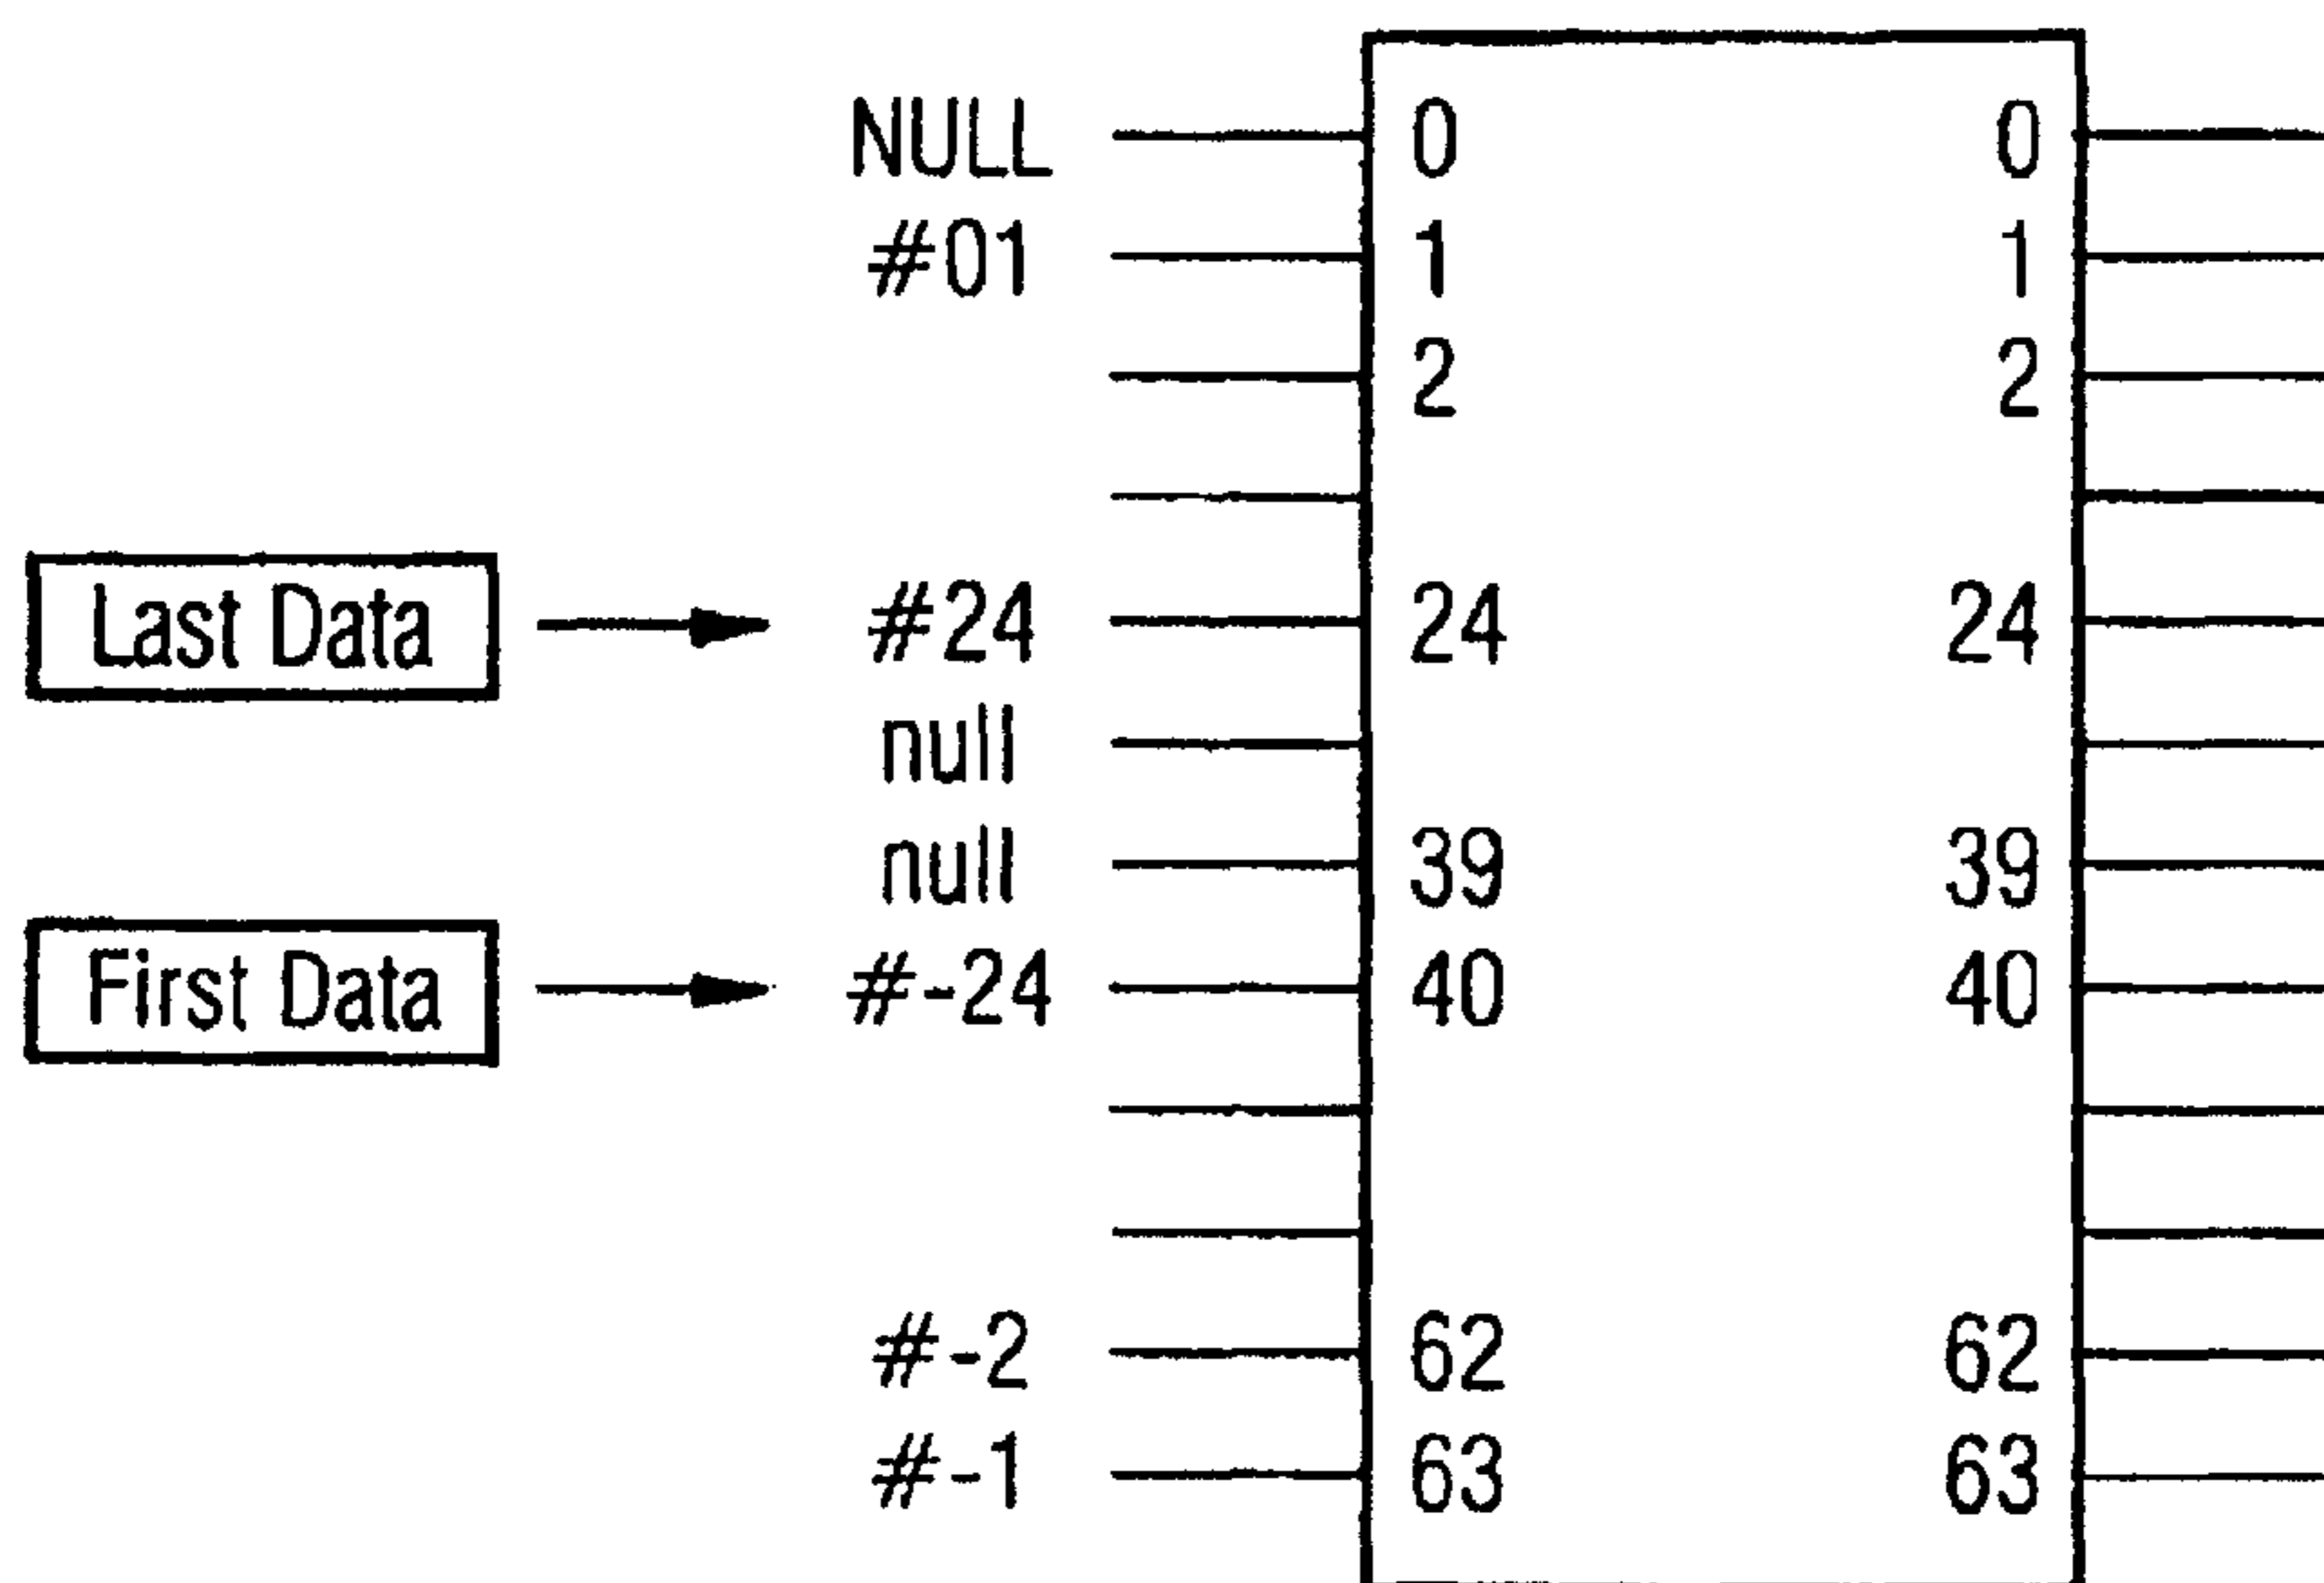 NULL 0 0
#01 1 1
2 2
Last Data #24 24 24
null
null 39 39
First Data #-24 40 40
#-2 62 62
#-1 63 63